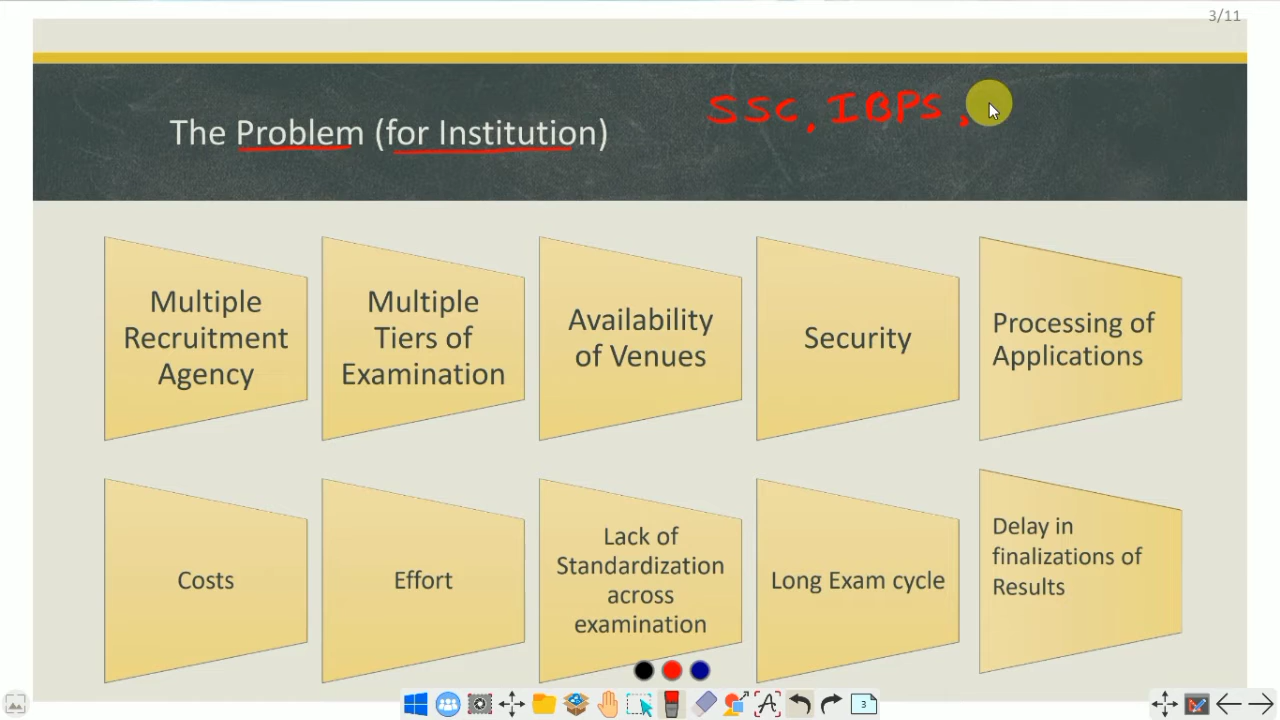 3/11
SSC, IBPS,
The Problem (for Institution)
Multiple
Recruitment
Agency
Multiple
Tiers of
Examination
Availability
of Venues
Security
Processing of
Applications
Costs
Effort
Lack of
Standardization
across
examination
Long Exam cycle
Delay in
finalizations of
Results
3